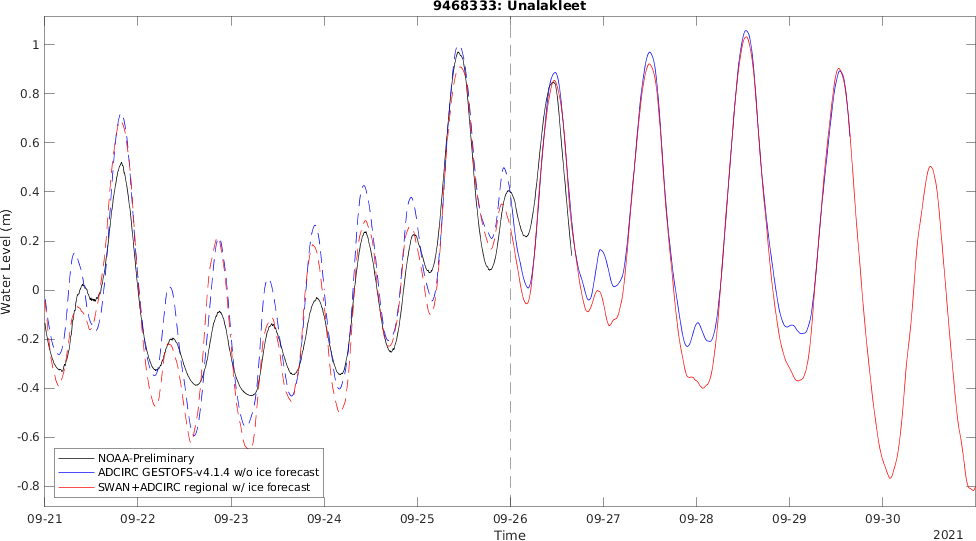 9468333: Unalakleet
Water Level (m)
1
0.8
0.6
0.4
0.2
0
-0.2
-0.4
-0.6
-0.8
NOAA-Preliminary
ADCIRC GESTOFS-v4.1.4 w/o ice forecast
SWAN+ADCIRC regional w/ ice forecast
09-21 09-22 09-23 09-24 09-25 09-26 09-27 09-28 09-29 09-30
Time
2021